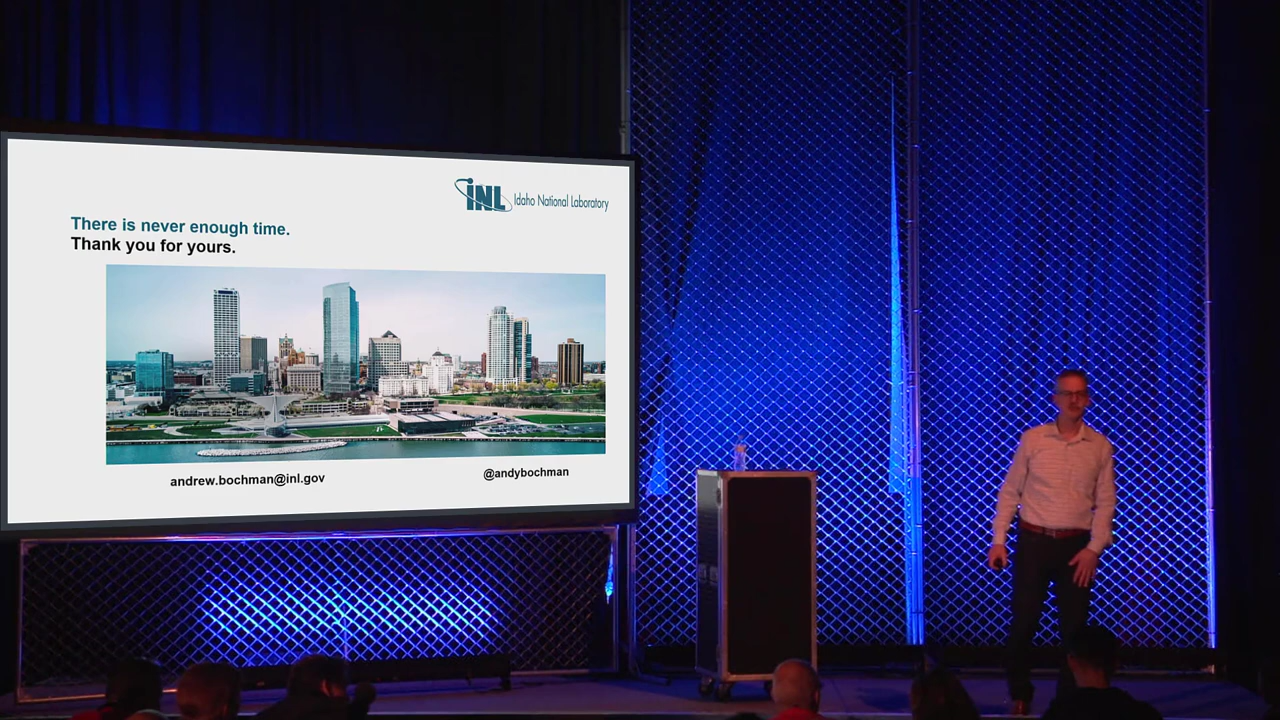 INL Idaho National Laboratory
There is never enough time.
Thank you for yours.
andrew.bochman@inl.gov
@andybochman